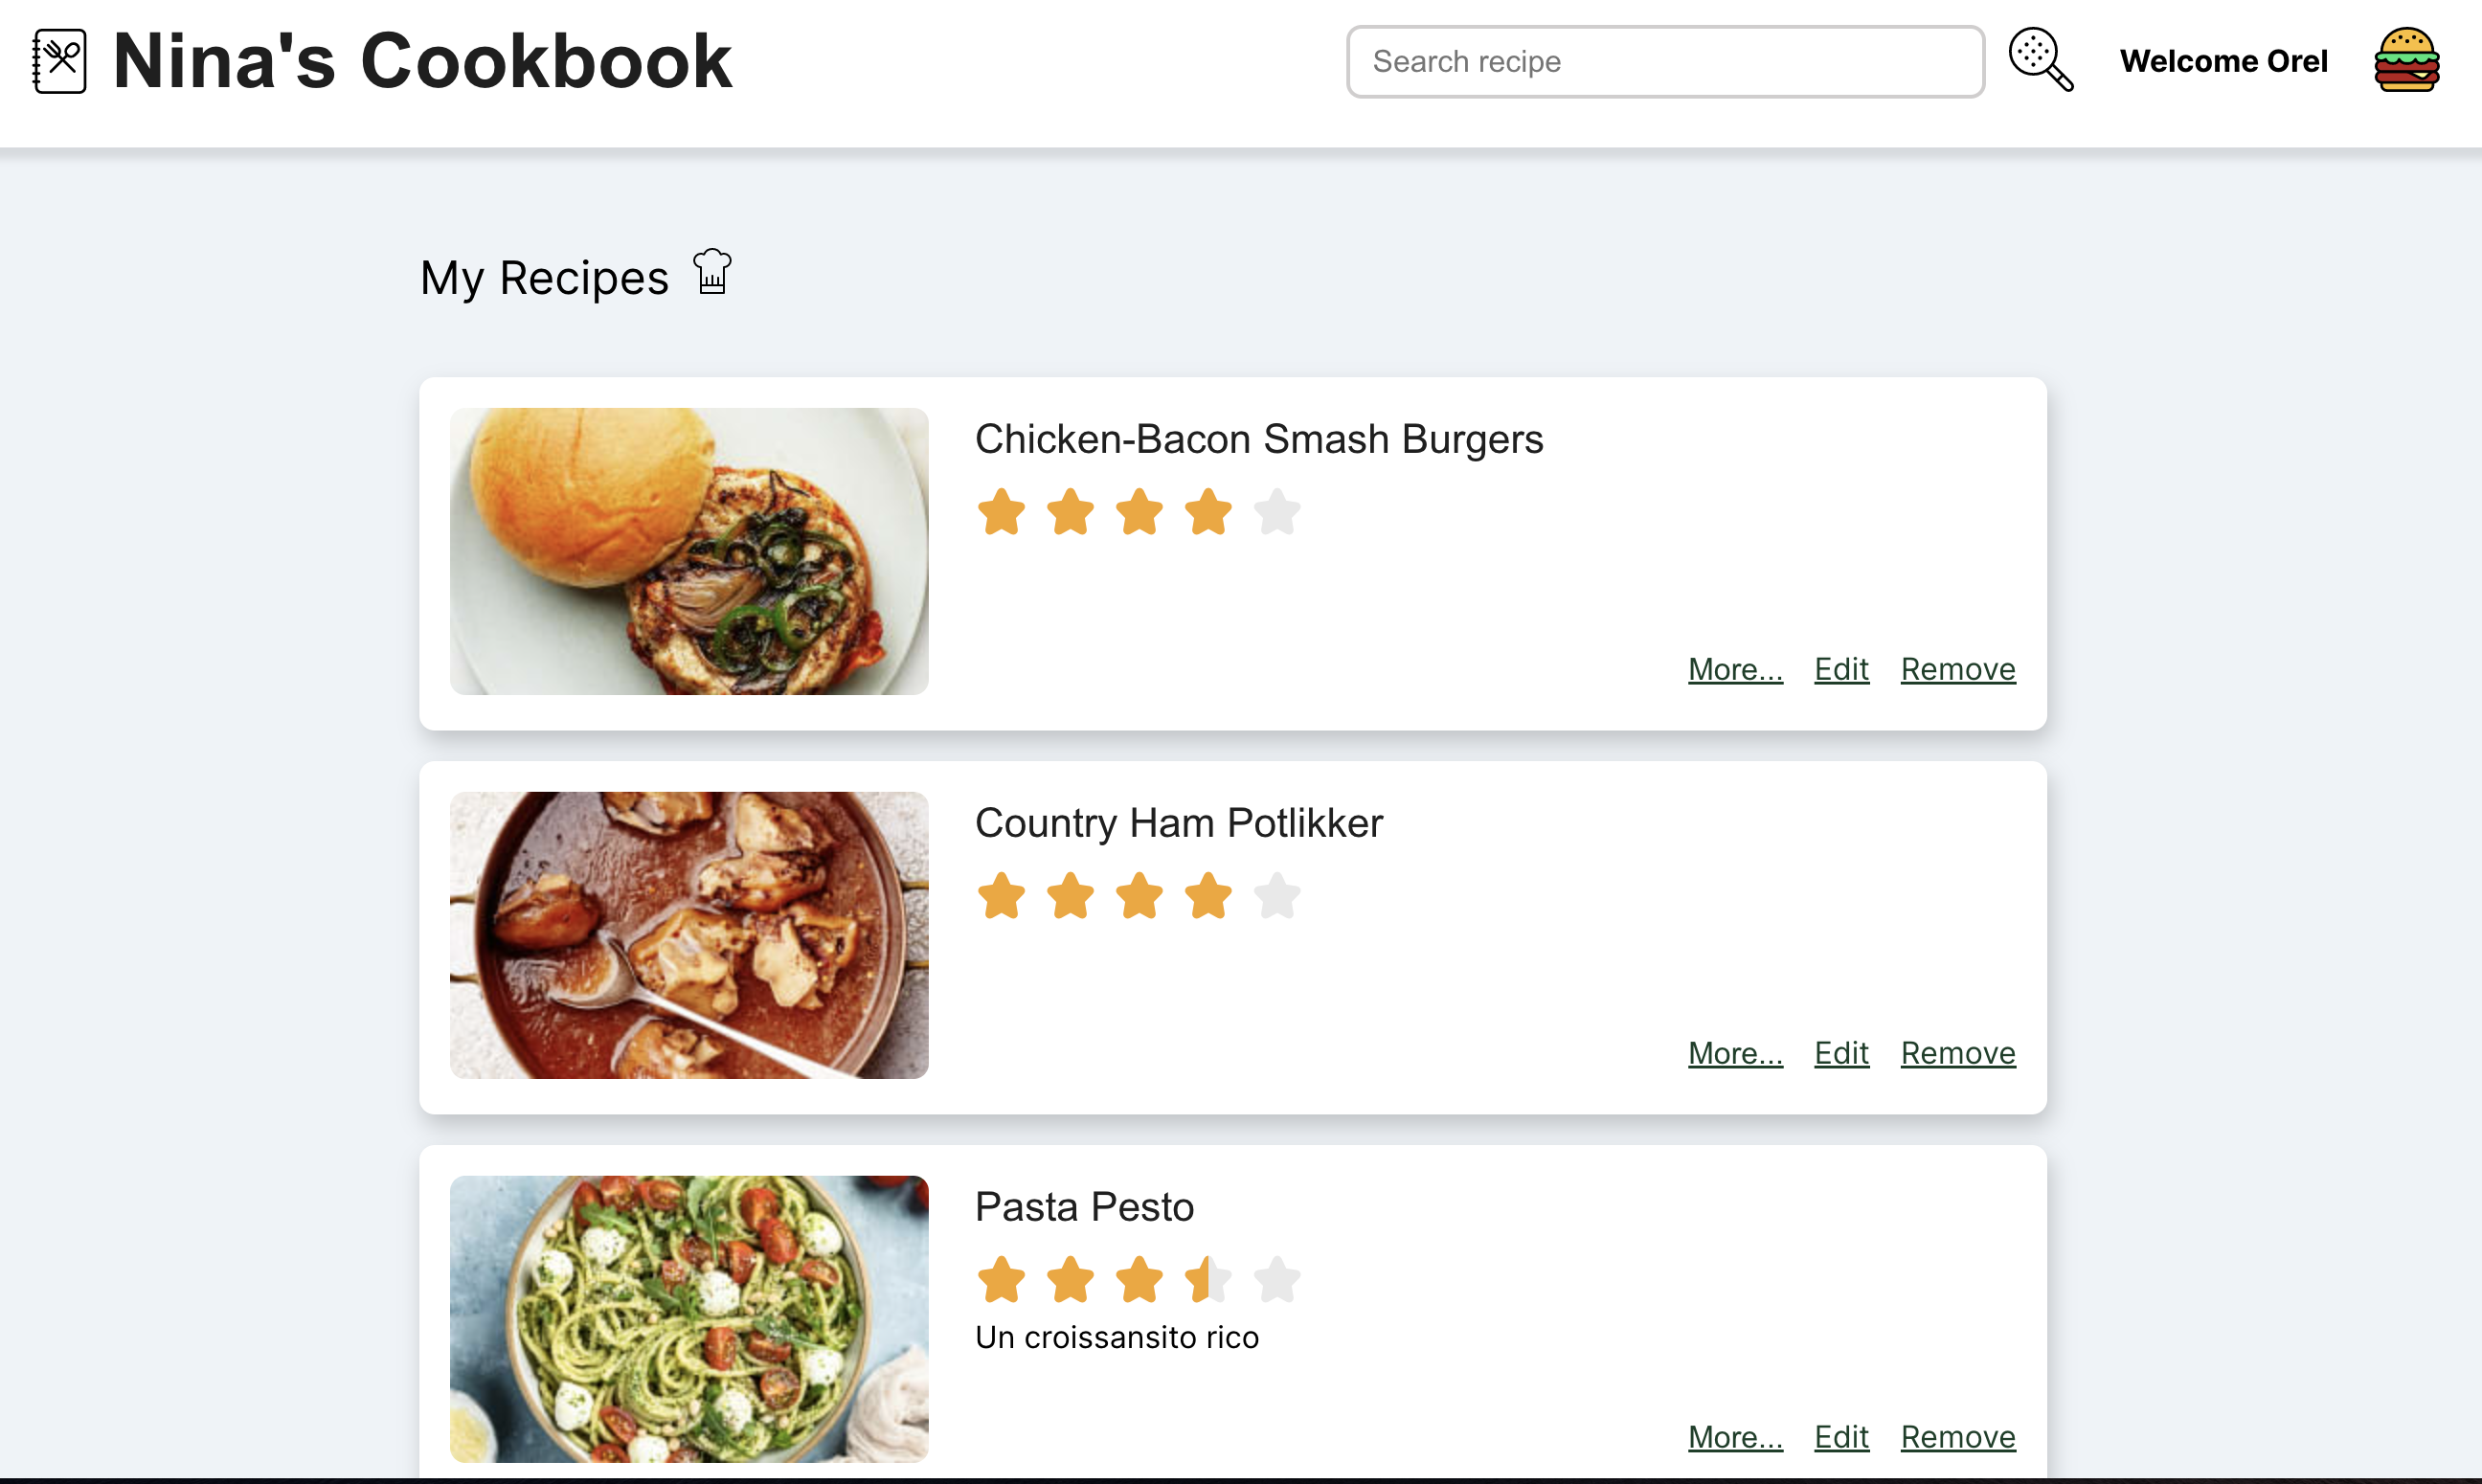 Nina's Cookbook
Search recipe
Welcome Orel
My Recipes
Chicken-Bacon Smash Burgers
More... Edit Remove
Country Ham Potlikker
More... Edit Remove
Pasta Pesto
Un croissansito rico
More... Edit Remove